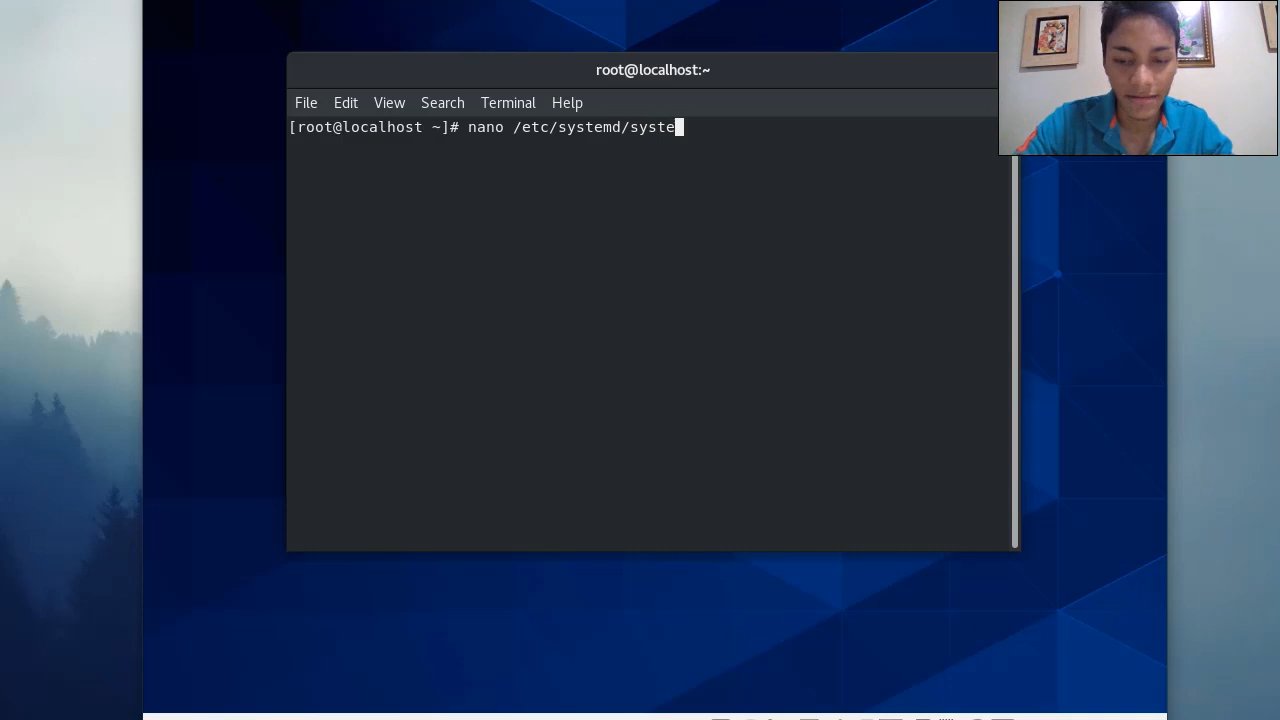 root@localhost:~
File Edit View Search Terminal Help
[root@localhost ~]# nano /etc/systemd/syste